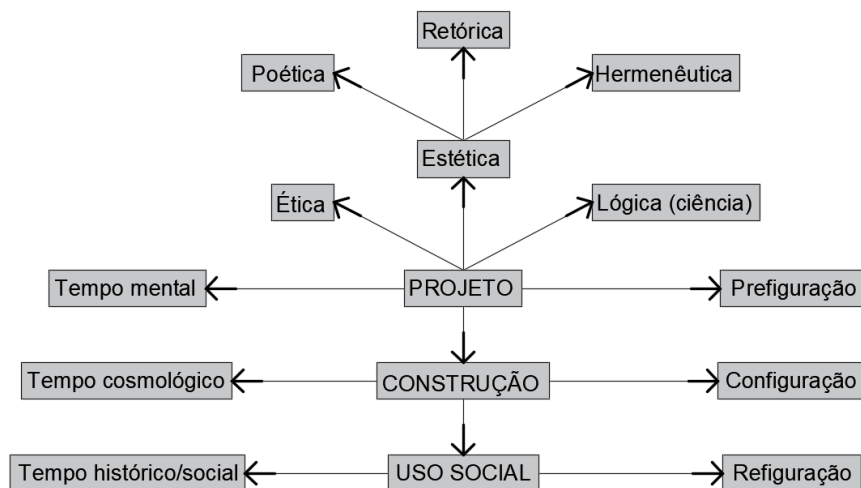 Retórica
Poética
Hermenêutica
Estética
Ética
Lógica (ciência)
Tempo mental
PROJETO
Prefiguração
Tempo cosmológico
CONSTRUÇÃO
Configuração
Tempo histórico/social
USO SOCIAL
Refiguração